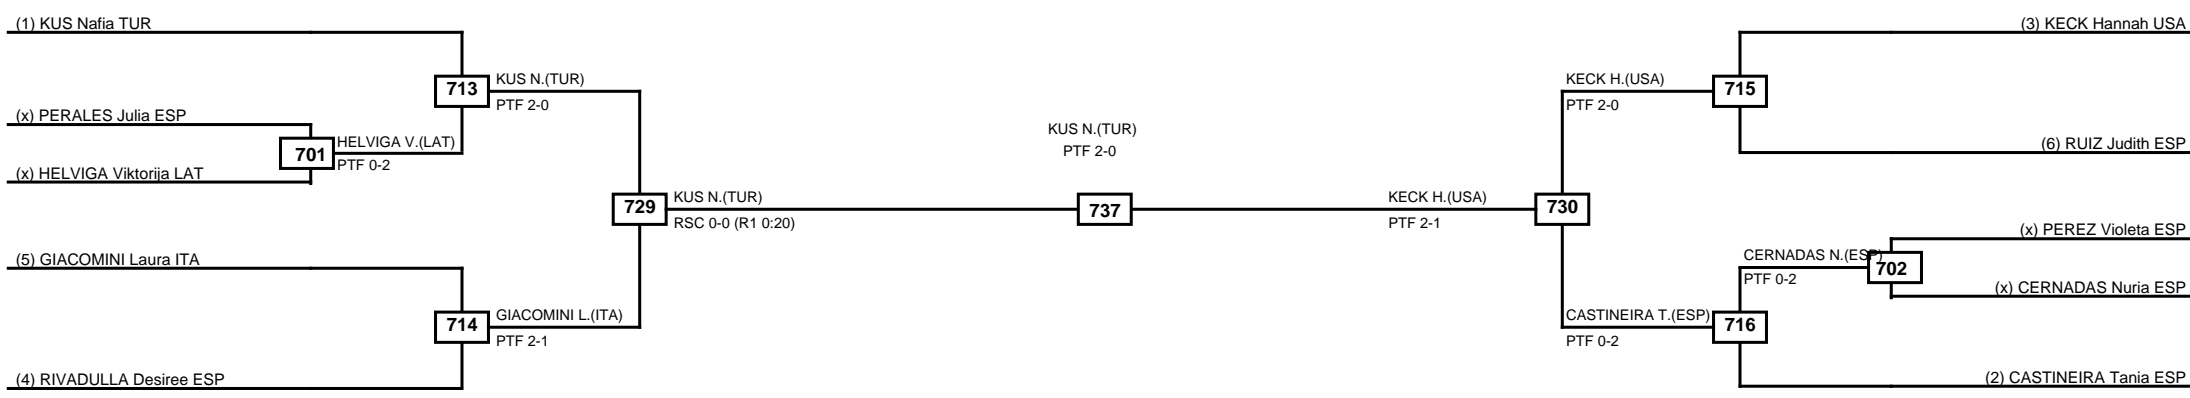 (1) KUS Nafia TUR
(x) PERALES Julia ESP
(x) HELVIGA Viktorija LAT
(5) GIACOMINI Laura ITA
(4) RIVADULLA Desiree ESP
701
HELVIGA V.(LAT)
PTF 0-2
713
KUS N.(TUR)
PTF 2-0
714
GIACOMINI L.(ITA)
PTF 2-1
729
KUS N.(TUR)
RSC 0-0 (R1 0:20)
KUS N.(TUR)
PTF 2-0
737
KECK H.(USA)
PTF 2-1
730
KECK H.(USA)
PTF 2-0
715
CASTINEIRA T.(ESP)
PTF 0-2
716
CERNADAS N.(ESP)
PTF 0-2
702
(3) KECK Hannah USA
(6) RUIZ Judith ESP
(x) PEREZ Violeta ESP
(x) CERNADAS Nuria ESP
(2) CASTINEIRA Tania ESP